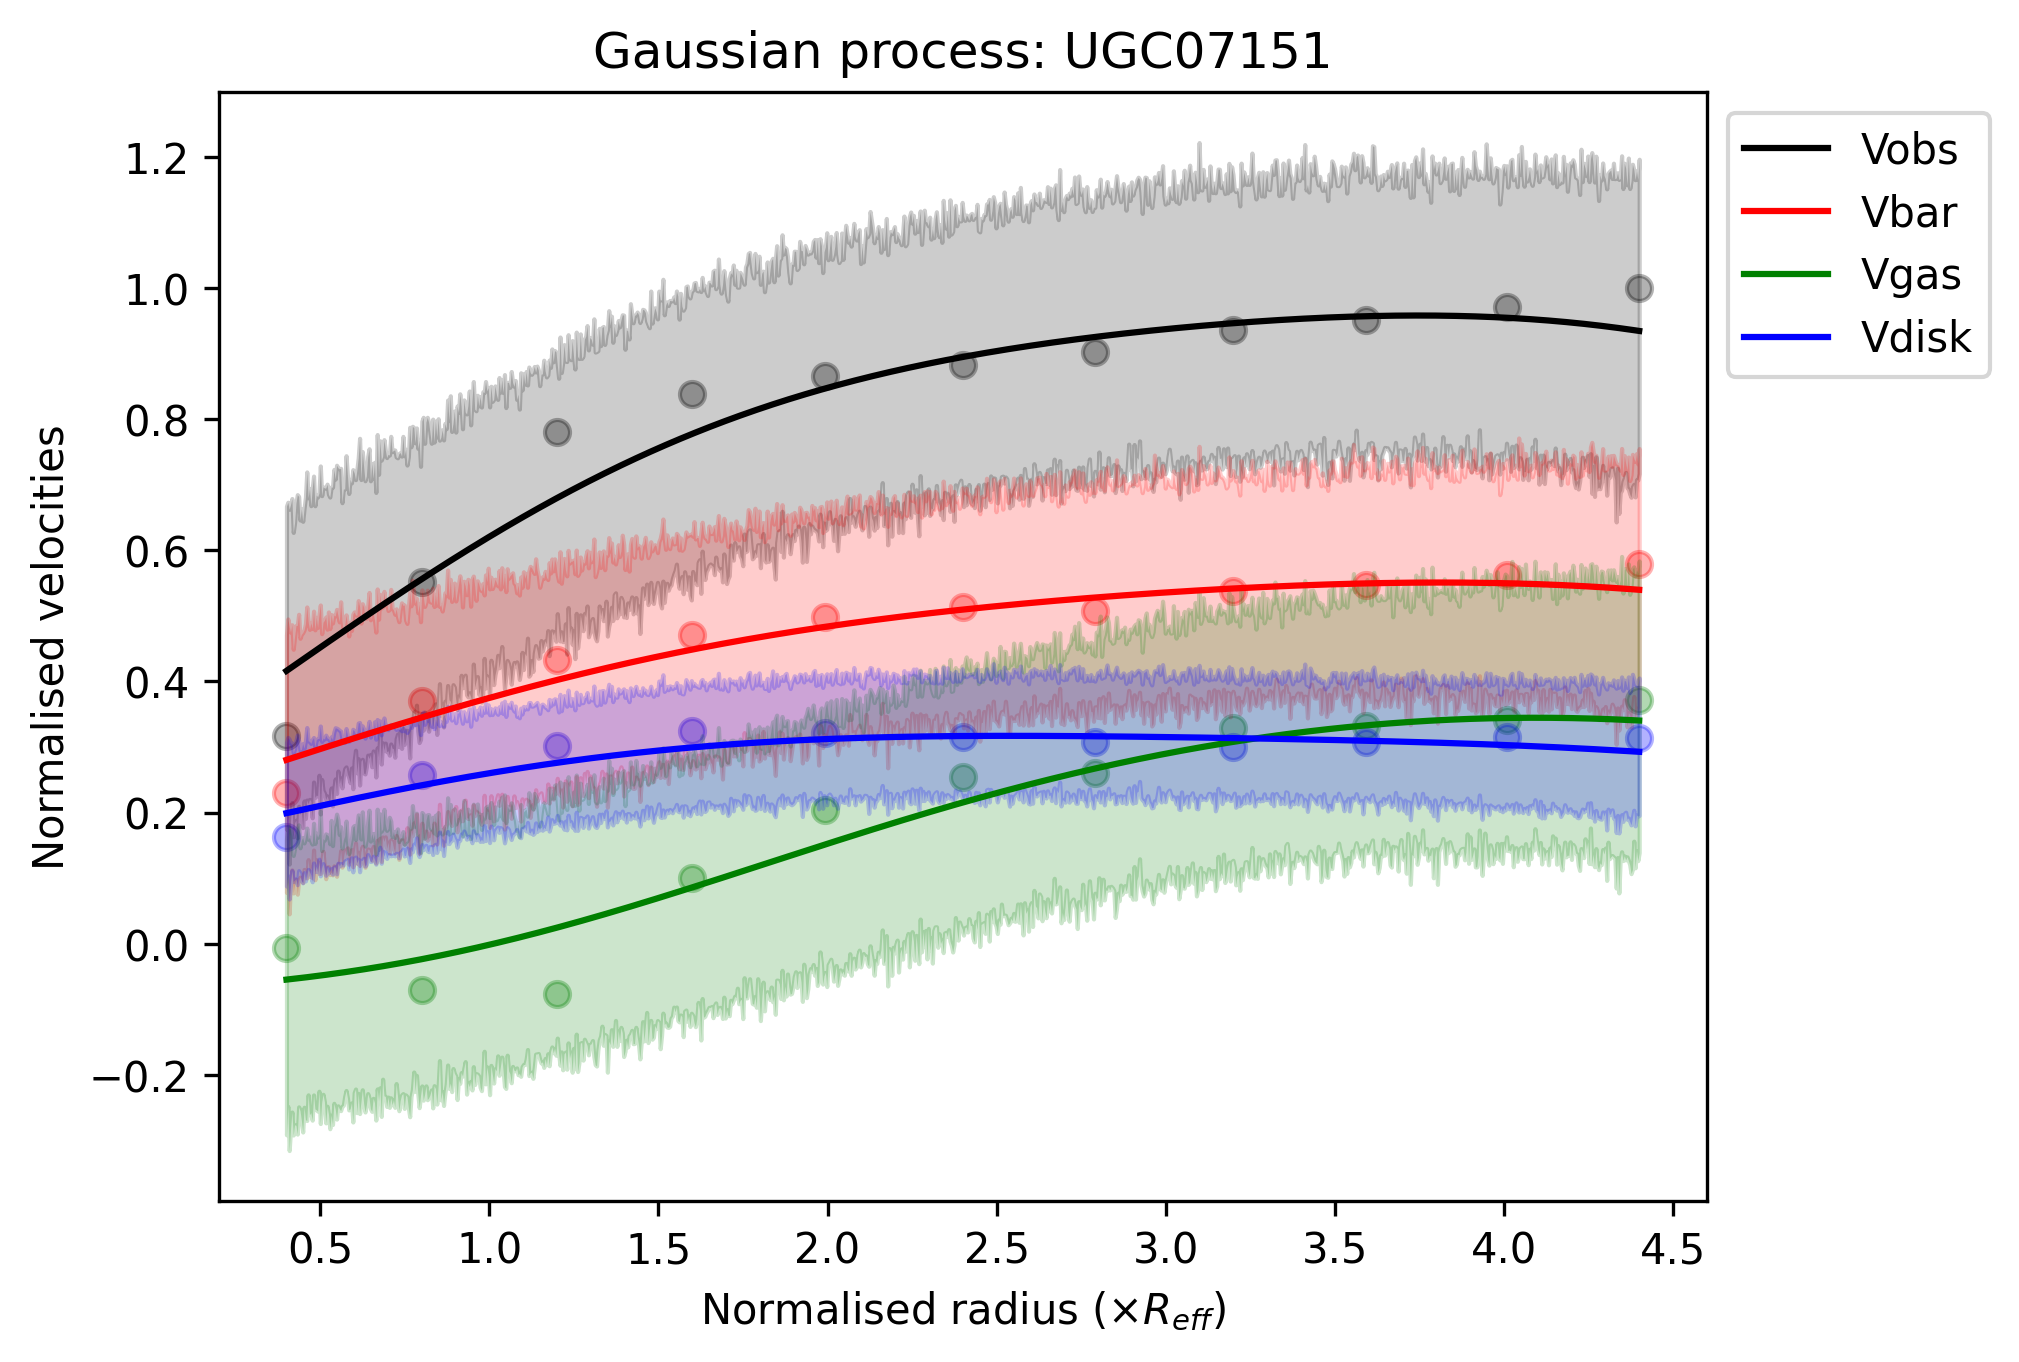 Gaussian process: UGC07151
Vobs
Vbar
Vgas
Vdisk
Normalised velocities
1.2
1.0
0.8
0.6
0.4
0.2
0.0
−0.2
0.5 1.0 1.5 2.0 2.5 3.0 3.5 4.0 4.5
Normalised radius (×R_eff)